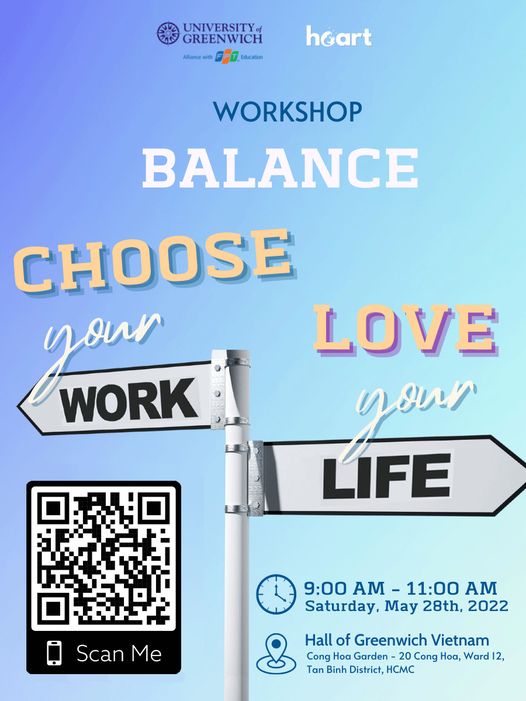 UNIVERSITY of
GREENWICH
Alliance with FPT Education
heart
WORKSHOP
BALANCE
CHOOSE
your
WORK
LOVE
your
LIFE
Scan Me
9:00 AM - 11:00 AM
Saturday, May 28th, 2022
Hall of Greenwich Vietnam
Cong Hoa Garden - 20 Cong Hoa, Ward 12,
Tan Binh District, HCMC